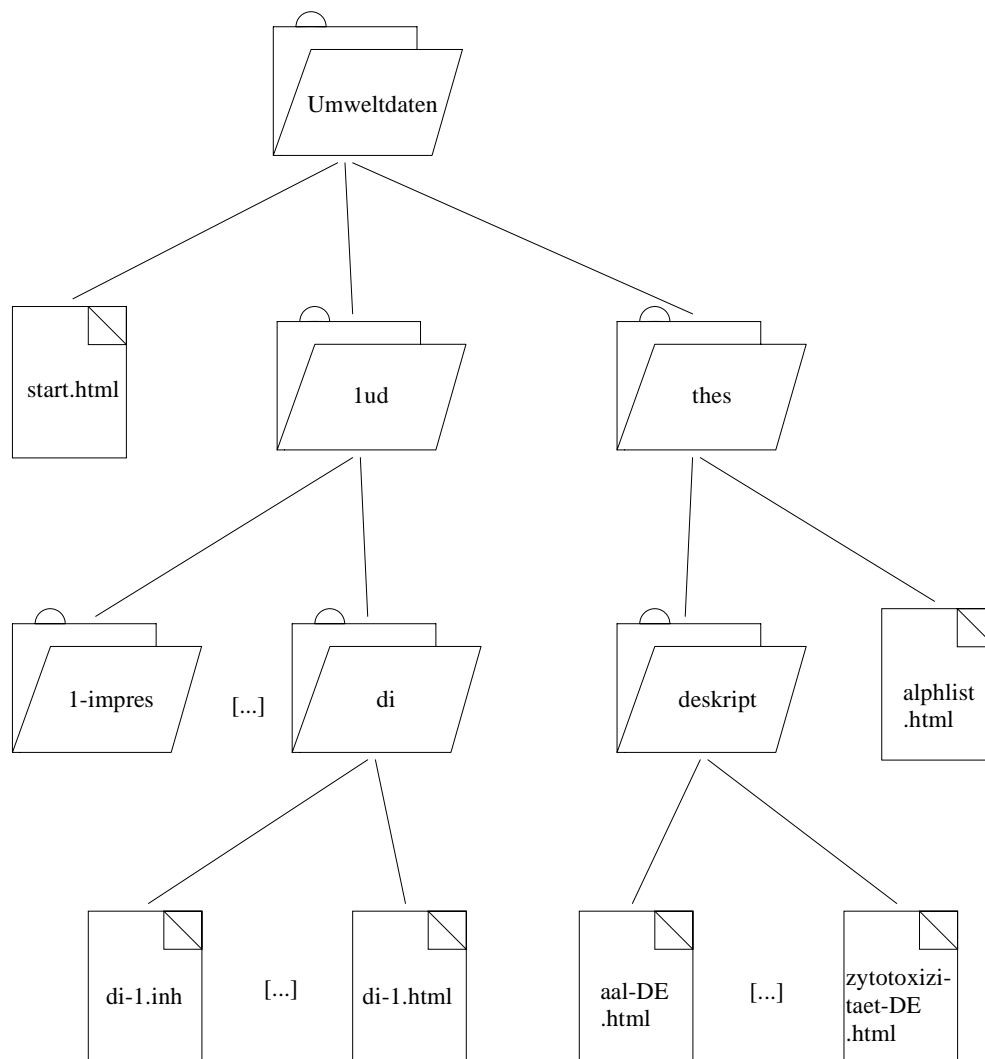 Umweltdaten
start.html
1ud
thes
1-impres
[...]
di
deskript
alphlist
.html
di-1.inh
[...]
di-1.html
aal-DE
.html
[...]
zytotoxizi-
taet-DE
.html